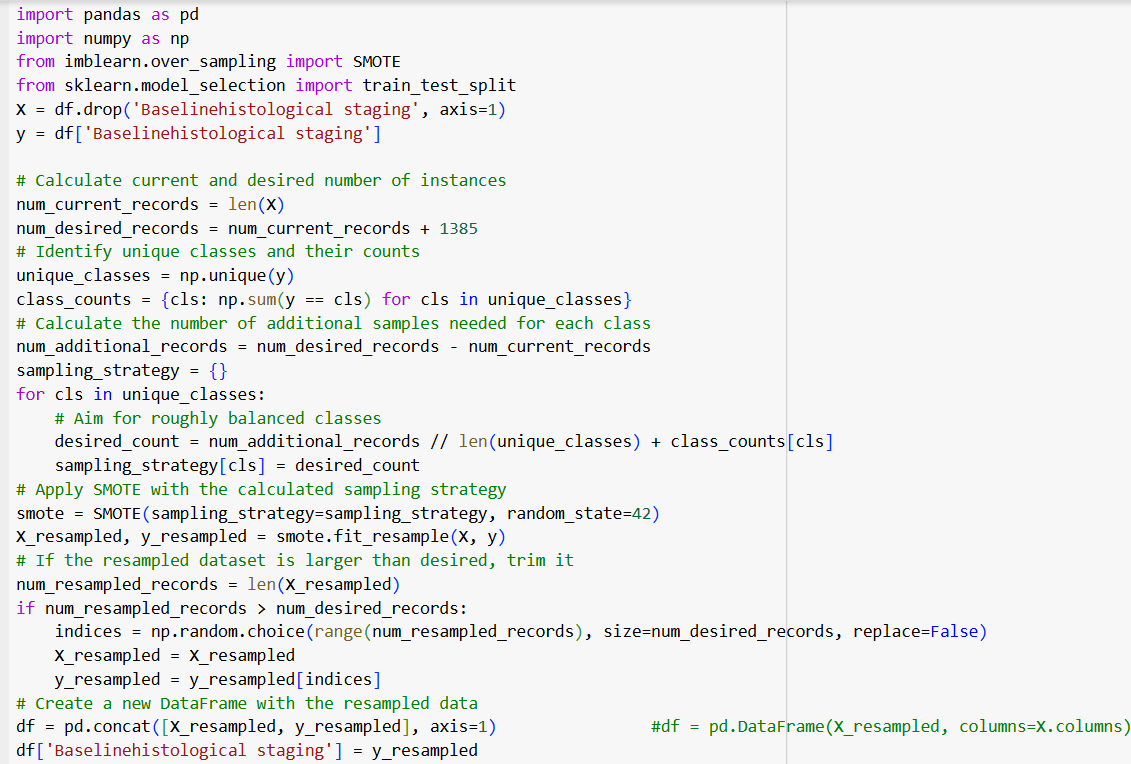 import pandas as pd
import numpy as np
from imblearn.over_sampling import SMOTE
from sklearn.model_selection import train_test_split
X = df.drop('Baselinehistological staging', axis=1)
y = df['Baselinehistological staging']

# Calculate current and desired number of instances
num_current_records = len(X)
num_desired_records = num_current_records + 1385
# Identify unique classes and their counts
unique_classes = np.unique(y)
class_counts = {cls: np.sum(y == cls) for cls in unique_classes}
# Calculate the number of additional samples needed for each class
num_additional_records = num_desired_records - num_current_records
sampling_strategy = {}
for cls in unique_classes:
    # Aim for roughly balanced classes
    desired_count = num_additional_records // len(unique_classes) + class_counts[cls]
    sampling_strategy[cls] = desired_count
# Apply SMOTE with the calculated sampling strategy
smote = SMOTE(sampling_strategy=sampling_strategy, random_state=42)
X_resampled, y_resampled = smote.fit_resample(X, y)
# If the resampled dataset is larger than desired, trim it
num_resampled_records = len(X_resampled)
if num_resampled_records > num_desired_records:
    indices = np.random.choice(range(num_resampled_records), size=num_desired_records, replace=False)
    X_resampled = X_resampled
    y_resampled = y_resampled[indices]
# Create a new DataFrame with the resampled data
df = pd.concat([X_resampled, y_resampled], axis=1)                #df = pd.DataFrame(X_resampled, columns=X.columns)
df['Baselinehistological staging'] = y_resampled